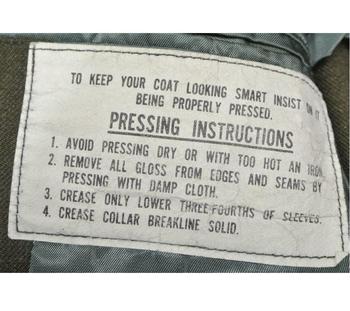 TO KEEP YOUR COAT LOOKING SMART INSIST ON IT
BEING PROPERLY PRESSED.
PRESSING INSTRUCTIONS
1. AVOID PRESSING DRY OR WITH TOO HOT AN IRON.
2. REMOVE ALL GLOSS FROM EDGES AND SEAMS BY
PRESSING WITH DAMP CLOTH.
3. CREASE ONLY LOWER THREE FOURTHS OF SLEEVES.
4. CREASE COLLAR BREAKLINE SOLID.